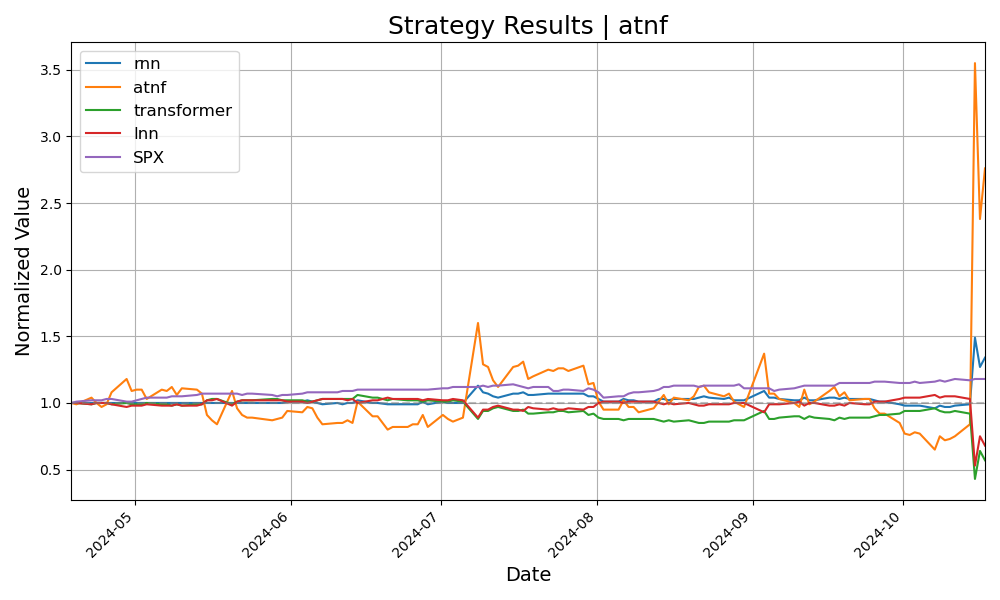 Strategy Results | atnf
rnn
atnf
transformer
lnn
SPX
Normalized Value
3.5
3.0
2.5
2.0
1.5
1.0
0.5
2024-05
2024-06
2024-07
2024-08
2024-09
2024-10
Date